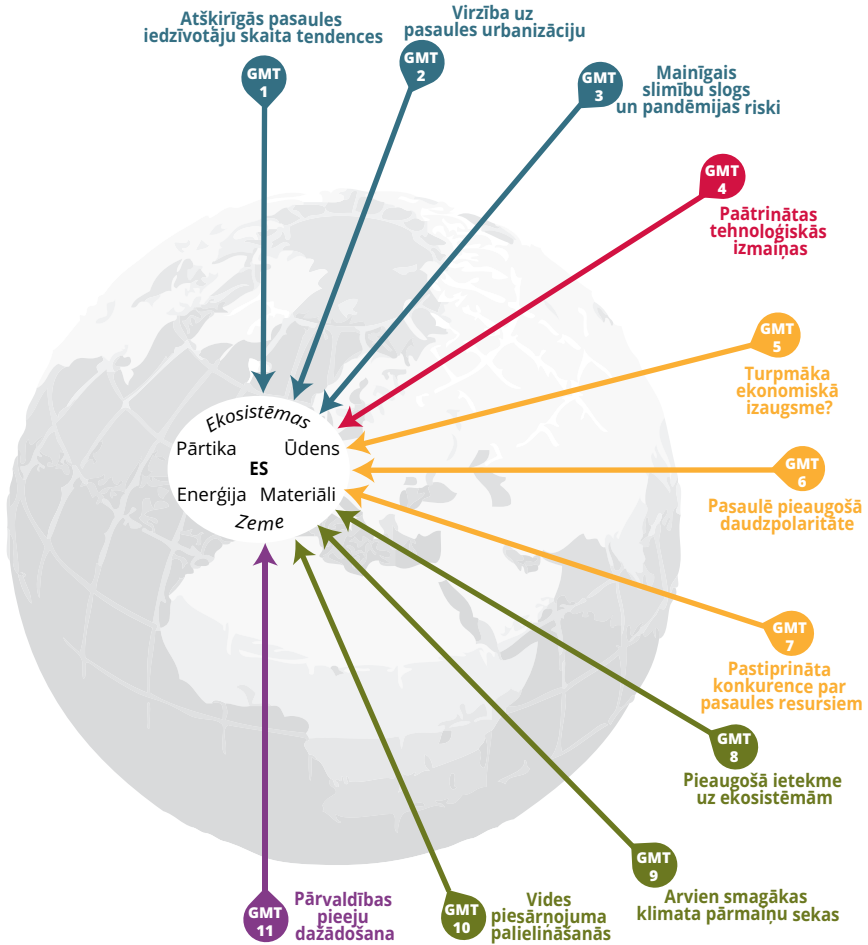 Atšķirīgās pasaules
iedzīvotāju skaita tendences
GMT
1
Virzība uz
pasaules urbanizāciju
GMT
2
Mainīgais
slimību slogs
un pandēmijas riski
GMT
3
GMT
4
Paātrinātas
tehnoloģiskās
izmaiņas
GMT
5
Turpmāka
ekonomiskā
izaugsme?
GMT
6
Pasaulē pieaugošā
daudzpolaritāte
GMT
7
Pastiprināta
konkurence par
pasaules resursiem
GMT
8
Pieaugošā ietekme
uz ekosistēmām
GMT
9
Arvien smagākas
klimata pārmaiņu sekas
GMT
10
Vides
piesārņojuma
palielināšanās
GMT
11
Pārvaldības
pieeju
dažādošana
Ekosistēmas
Pārtika Ūdens
ES
Enerģija Materiāli
Zeme